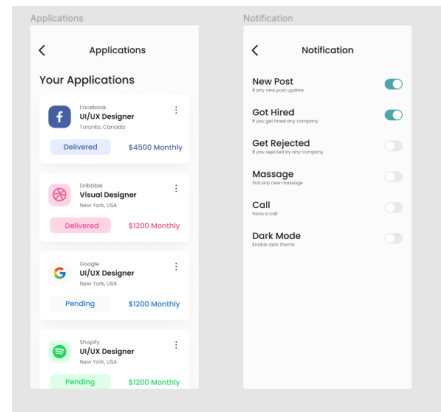 Applications
Applications
Your Applications
Facebook
UI/UX Designer
Toronto, Canada
Delivered
$4500 Monthly
Dribbble
Visual Designer
New York, USA
Delivered
$1200 Monthly
Google
UI/UX Designer
New York, USA
Pending
$1200 Monthly
Shopify
UI/UX Designer
New York, USA
Pending
$1200 Monthly
Notification
Notification
New Post
If any new post update
Got Hired
If you get hired any company
Get Rejected
If you rejected by any company
Massage
Got any new massage
Call
Have a call
Dark Mode
Enable dark theme